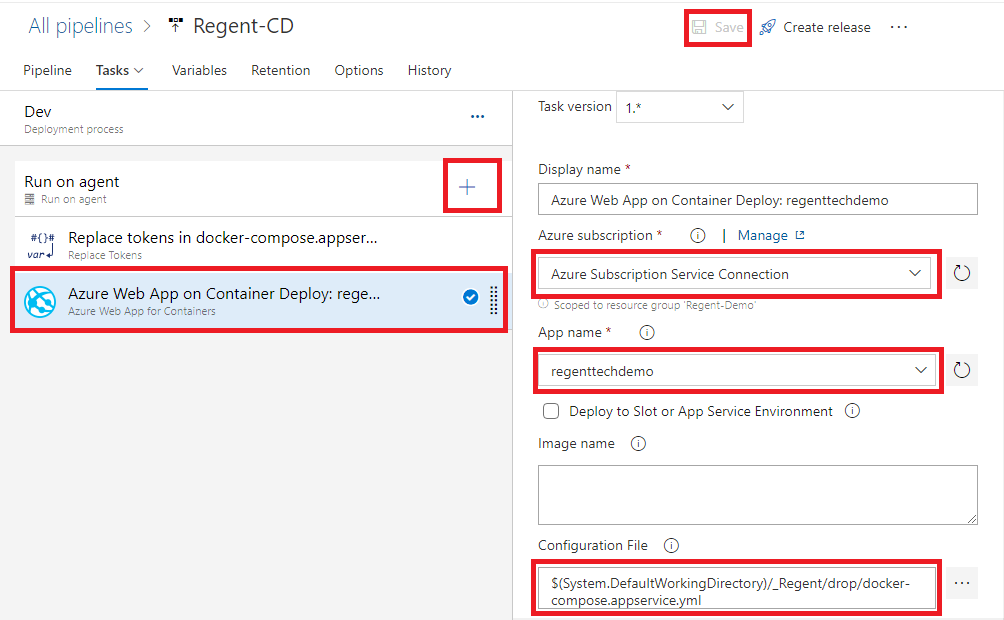 All pipelines > Regent-CD
Save
Create release
...
Pipeline
Tasks
Variables
Retention
Options
History
Dev
...
Deployment process
Run on agent
+
Run on agent
#{}#
var
Replace tokens in docker-compose.appser...
Replace Tokens
Azure Web App on Container Deploy: rege...
Azure Web App for Containers
Task version
1.*
Display name *
Azure Web App on Container Deploy: regenttechdemo
Azure subscription *
| Manage
Azure Subscription Service Connection
Scoped to resource group 'Regent-Demo'
App name *
regenttechdemo
Deploy to Slot or App Service Environment
Image name
Configuration File
$(System.DefaultWorkingDirectory)/_Regent/drop/docker-
compose.appservice.yml
...